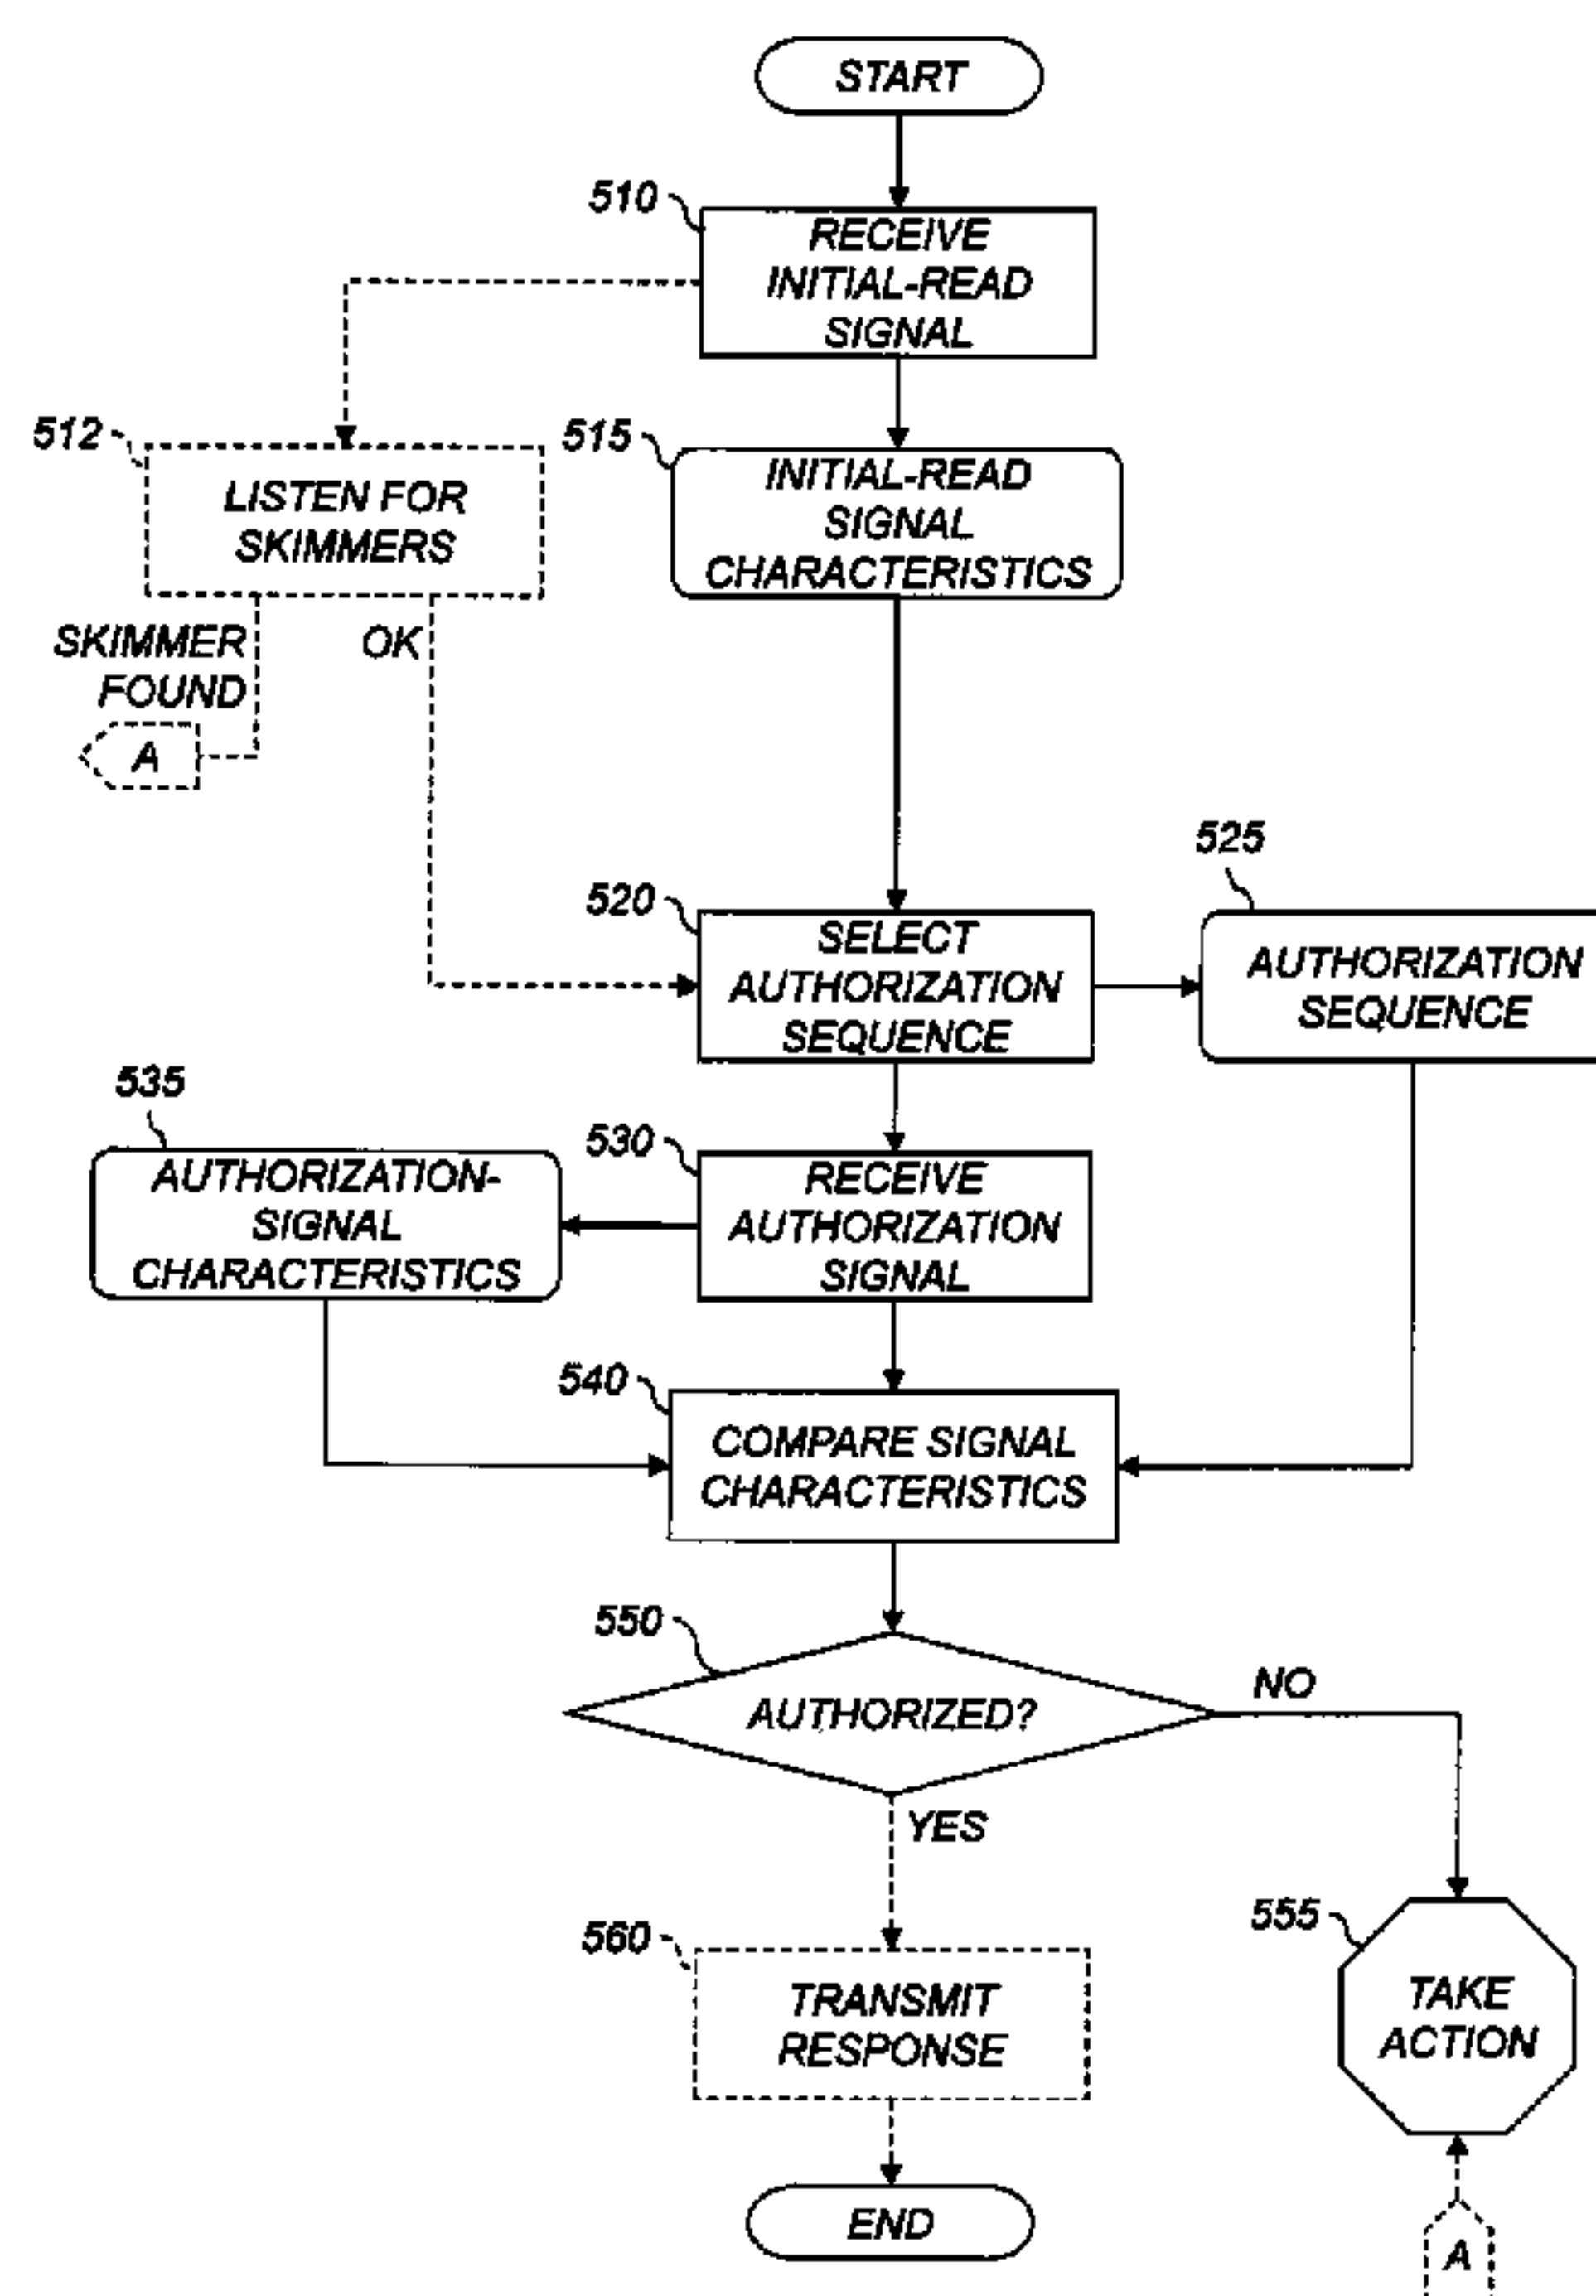 START
510
RECEIVE
INITIAL-READ
SIGNAL
512
LISTEN FOR
SKIMMERS
515
INITIAL-READ
SIGNAL
CHARACTERISTICS
SKIMMER
FOUND
OK
A
520
SELECT
AUTHORIZATION
SEQUENCE
525
AUTHORIZATION
SEQUENCE
535
AUTHORIZATION-
SIGNAL
CHARACTERISTICS
530
RECEIVE
AUTHORIZATION
SIGNAL
540
COMPARE SIGNAL
CHARACTERISTICS
550
AUTHORIZED?
NO
YES
560
TRANSMIT
RESPONSE
555
TAKE
ACTION
END
A